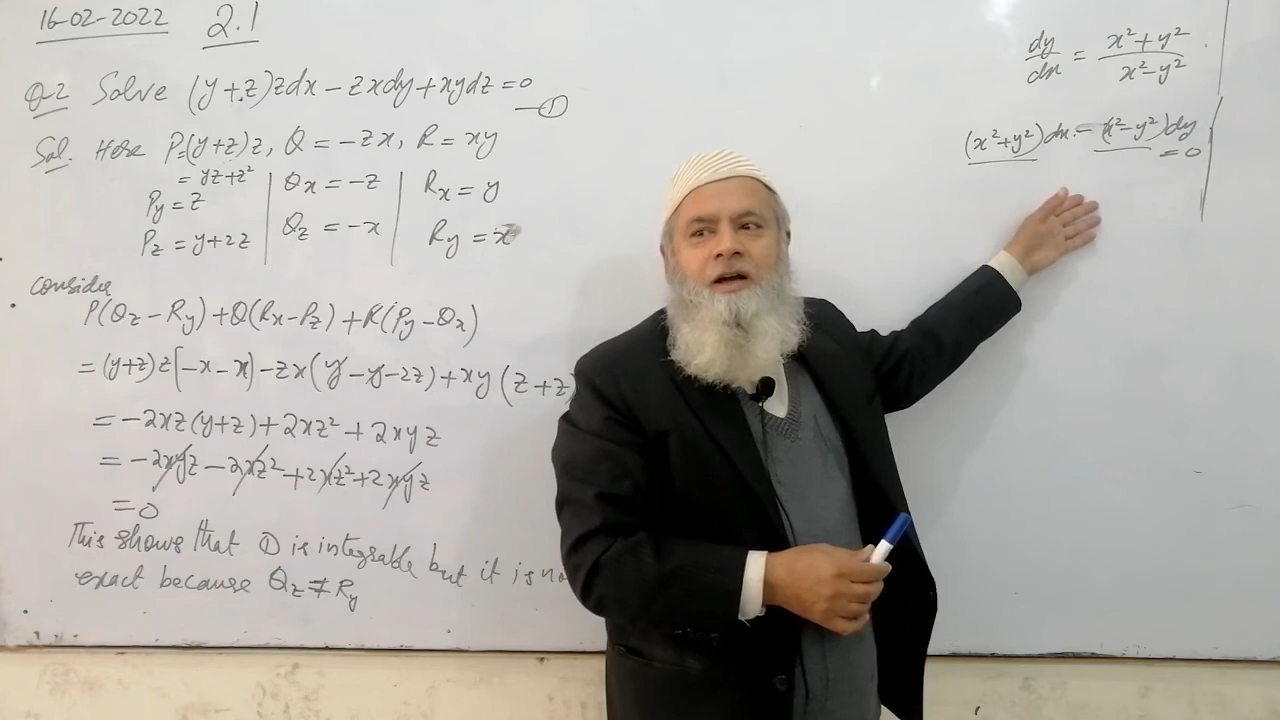 16-02-2022 2.1
Q-2 Solve (y+z)zdx - zxdy + xydz = 0 —①
Sol. Here P=(y+z)z, Q = -zx, R = xy
= yz+z²
Py = z | Qx = -z | Rx = y
Pz = y+2z | Qz = -x | Ry = x
consider
P(Qz - Ry) + Q(Rx - Pz) + R(Py - Qx)
= (y+z)z[-x-x] - zx(y-y-2z) + xy(z+z)
= -2xz(y+z) + 2xz² + 2xyz
= -2xyz - 2xz² + 2xz² + 2xyz
= 0
This shows that ① is integrable but it is
exact because Qz ≠ Ry
dy/dx = (x²+y²)/(x²-y²)
(x²+y²)dx - (x²-y²)dy
= 0